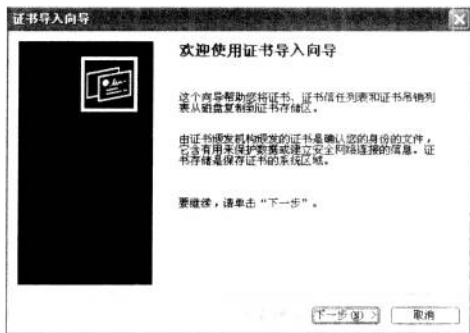 证书导入向导
欢迎使用证书导入向导
这个向导帮助您将证书、证书信任列表和证书吊销列
表从磁盘复制到证书存储区。
由证书颁发机构颁发的证书是确认您的身份的文件，
它含有用来保护数据或建立安全网络连接的信息。证
书存储是保存证书的系统区域。
要继续，请单击“下一步”。
下一步(N) >
取消